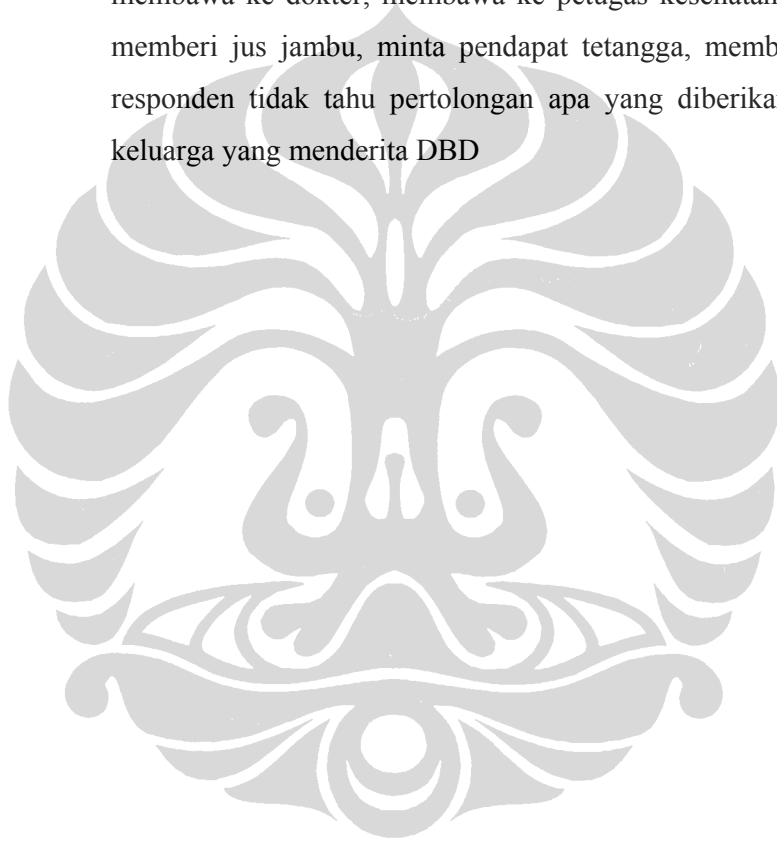 membawa ke dokter, membawa ke petugas kesehatan
memberi jus jambu, minta pendapat tetangga, memb
responden tidak tahu pertolongan apa yang diberika
keluarga yang menderita DBD